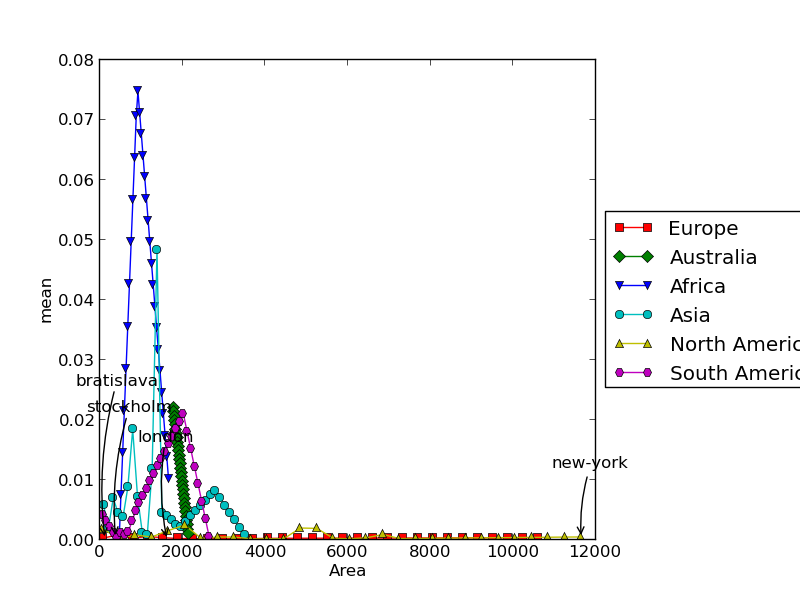 0.08
0.07
0.06
0.05
0.04
0.03
0.02
0.01
0.00
mean
0
2000
4000
6000
8000
10000
12000
Area
bratislava
stockholm
london
new-york
Europe
Australia
Africa
Asia
North Americ
South Americ